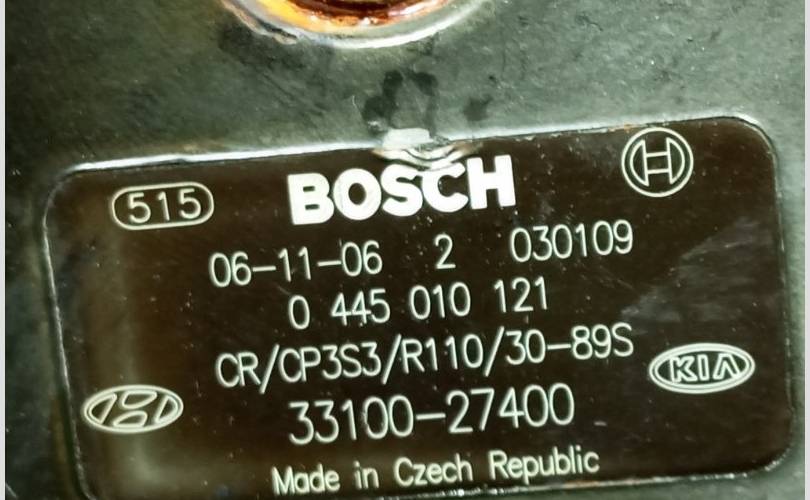 515 BOSCH
06-11-06 2 030109
0 445 010 121
CR/CP3S3/R110/30-89S
KIA
33100-27400
Made in Czech Republic